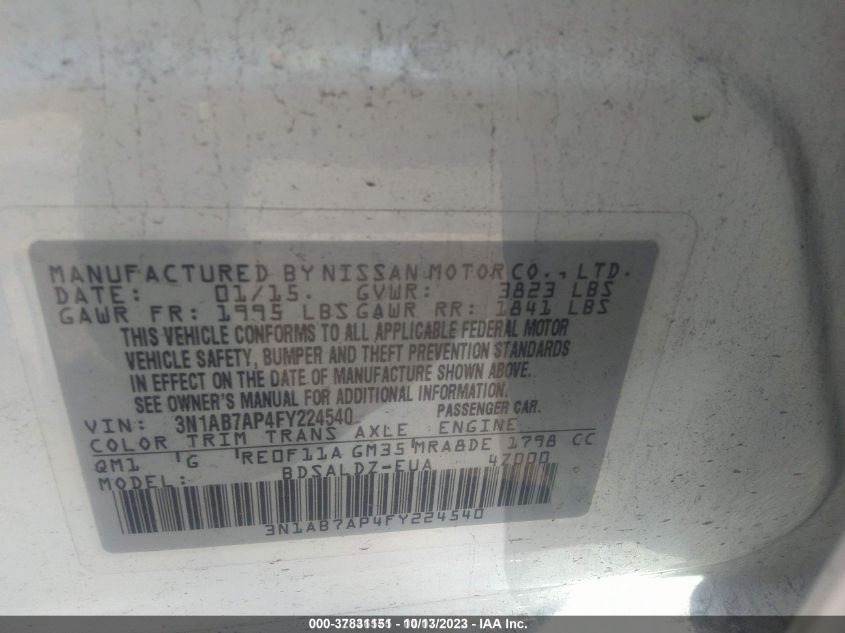 MANUFACTURED BY NISSAN MOTOR CO., LTD.
DATE: 01/15. GVWR: 3823 LBS
GAWR FR: 1995 LBS GAWR RR: 1841 LBS
THIS VEHICLE CONFORMS TO ALL APPLICABLE FEDERAL MOTOR
VEHICLE SAFETY, BUMPER AND THEFT PREVENTION STANDARDS
IN EFFECT ON THE DATE OF MANUFACTURE SHOWN ABOVE.
SEE OWNER'S MANUAL FOR ADDITIONAL INFORMATION.
VIN: 3N1AB7AP4FY224540 PASSENGER CAR.
COLOR TRIM TRANS AXLE ENGINE
QM1 'G 'RE0F11A GM35'MRA8DE 1798 CC
MODEL: BDSALDZ-EUA 4Z000
3N1AB7AP4FY224540
000-37831151 - 10/13/2023 - IAA Inc.